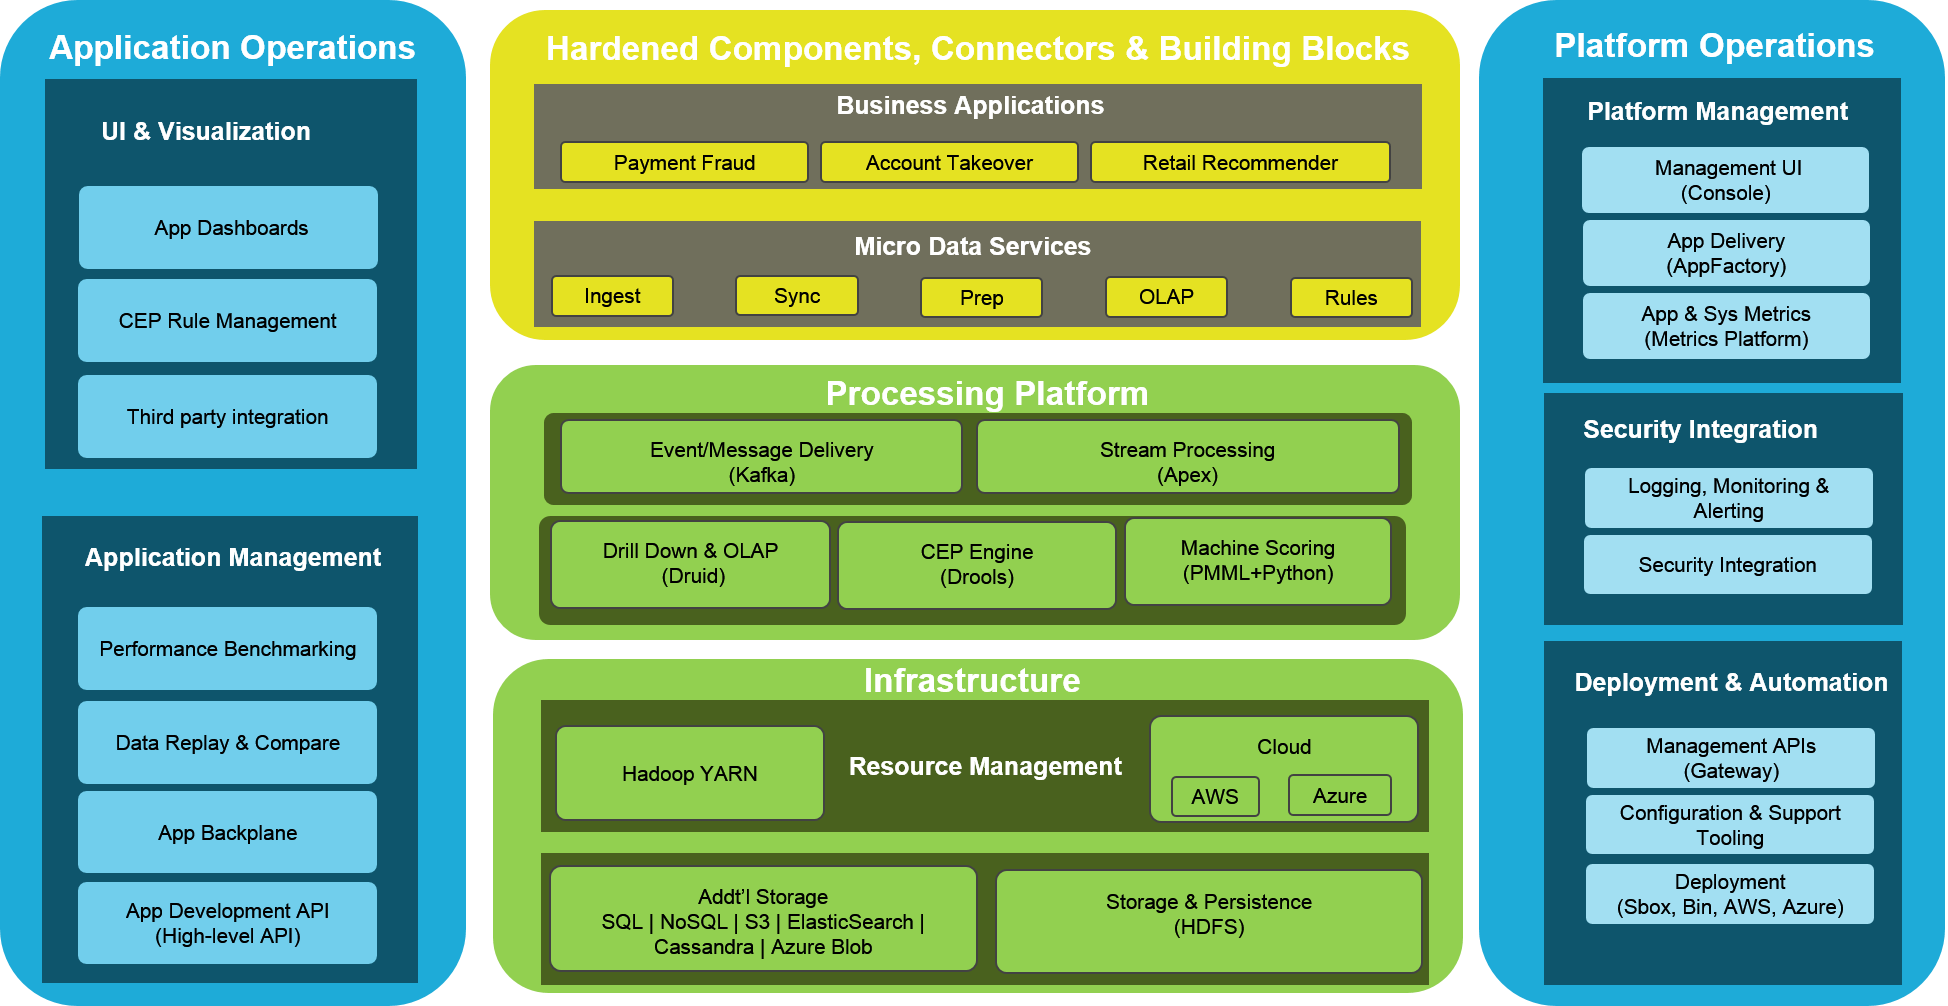 Application Operations
UI & Visualization
App Dashboards
CEP Rule Management
Third party integration
Application Management
Performance Benchmarking
Data Replay & Compare
App Backplane
App Development API
(High-level API)
Hardened Components, Connectors & Building Blocks
Business Applications
Payment Fraud
Account Takeover
Retail Recommender
Micro Data Services
Ingest
Sync
Prep
OLAP
Rules
Processing Platform
Event/Message Delivery
(Kafka)
Stream Processing
(Apex)
Drill Down & OLAP
(Druid)
CEP Engine
(Drools)
Machine Scoring
(PMML+Python)
Infrastructure
Hadoop YARN
Resource Management
Cloud
AWS
Azure
Addt’l Storage
SQL | NoSQL | S3 | ElasticSearch |
Cassandra | Azure Blob
Storage & Persistence
(HDFS)
Platform Operations
Platform Management
Management UI
(Console)
App Delivery
(AppFactory)
App & Sys Metrics
(Metrics Platform)
Security Integration
Logging, Monitoring &
Alerting
Security Integration
Deployment & Automation
Management APIs
(Gateway)
Configuration & Support
Tooling
Deployment
(Sbox, Bin, AWS, Azure)